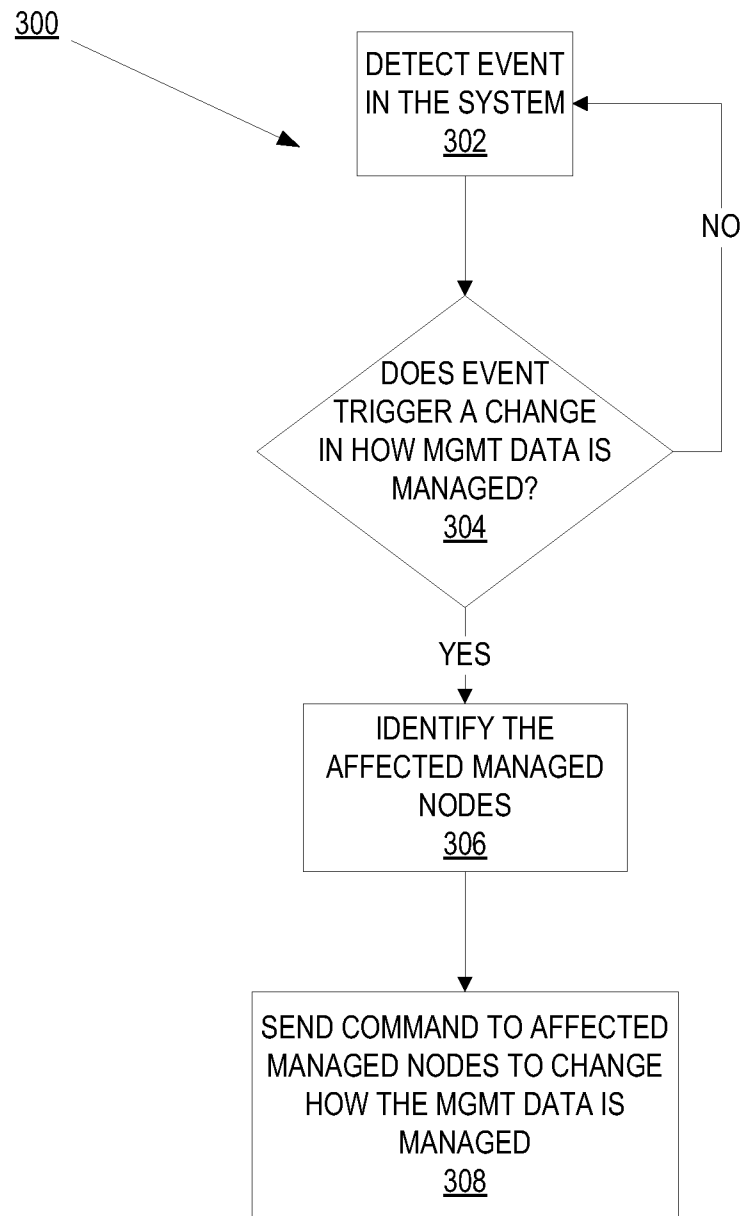 300
DETECT EVENT
IN THE SYSTEM
302
NO
DOES EVENT
TRIGGER A CHANGE
IN HOW MGMT DATA IS
MANAGED?
304
YES
IDENTIFY THE
AFFECTED MANAGED
NODES
306
SEND COMMAND TO AFFECTED
MANAGED NODES TO CHANGE
HOW THE MGMT DATA IS
MANAGED
308